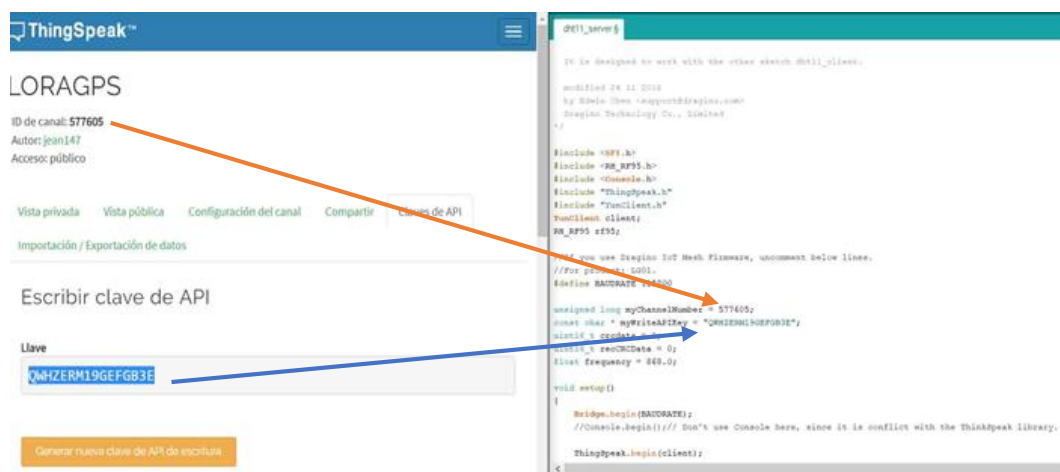 ThingSpeak™
LORAGPS
ID de canal: 577605
Autor: jean147
Acceso: público
Vista privada Vista pública Configuración del canal Compartir Claves de API
Importación / Exportación de datos
Escribir clave de API
Llave
QWHZERM19GEFGB3E
Generar nueva clave de API de escritura
dht11_server §
It is designed to work with the other sketch dht11_client.
modified 24 11 2016
by Edwin Chen <support@dragino.com>
Dragino Technology Co., Limited
*/
#include <SPI.h>
#include <RH_RF95.h>
#include <Console.h>
#include "ThingSpeak.h"
#include "YunClient.h"
YunClient client;
RH_RF95 rf95;
//If you use Dragino IoT Mesh Firmware, uncomment below lines.
//For product: LG01.
#define BAUDRATE
unsigned long myChannelNumber = 577605;
const char * myWriteAPIKey = "QWHZERM19GEFGB3E";
uint16_t crcdata =
uint16_t recCRCData = 0;
float frequency = 868.0;
void setup()
{
Bridge.begin(BAUDRATE);
//Console.begin();// Don't use Console here, since it is conflict with the ThinkSpeak library.
ThingSpeak.begin(client);